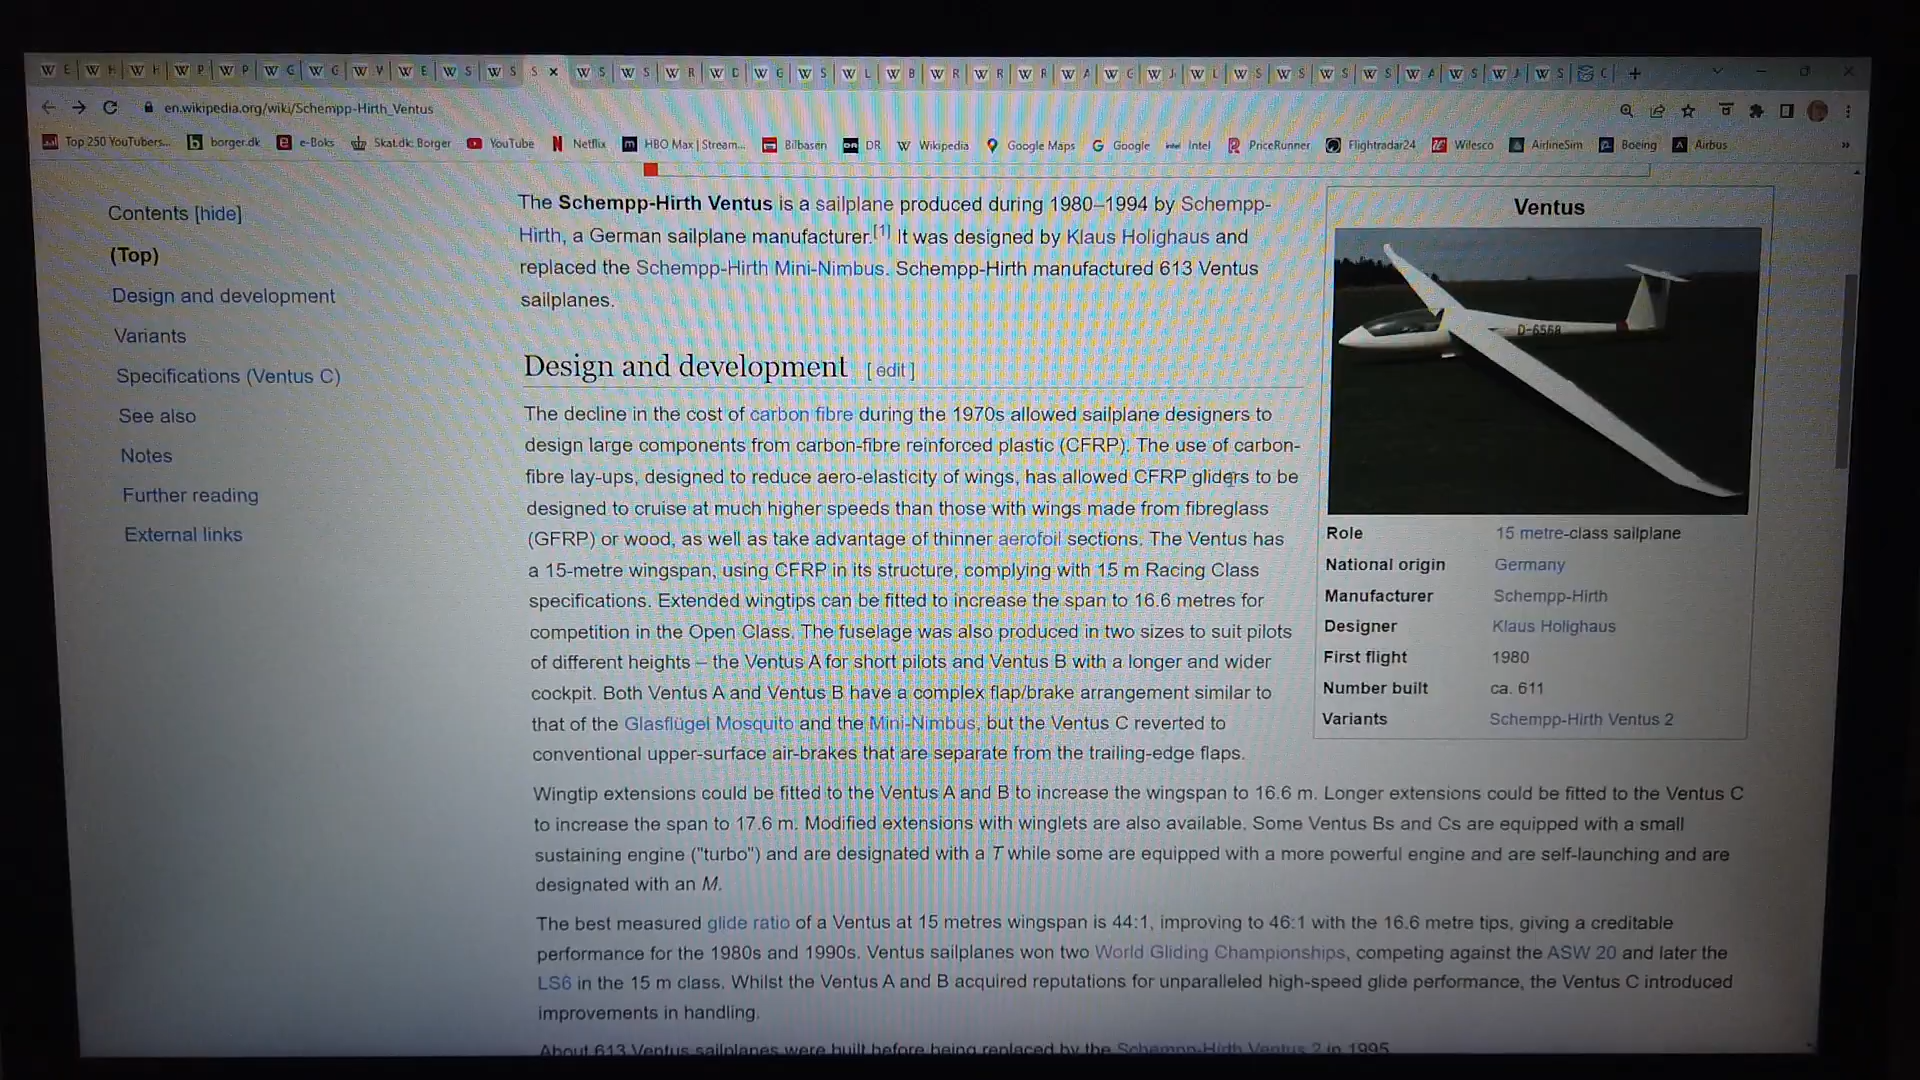 W E W H W H W P W P W G W G W V W E W S W S S × W S W S W R W D W G W S W L W B W R W R W R W A W G W J W L W S W S W S W S W A W S W J W S C +
en.wikipedia.org/wiki/Schempp-Hirth_Ventus
Top 250 YouTubers... borger.dk e-Boks Skat.dk: Borger YouTube Netflix HBO Max | Stream... Bilbasen DR Wikipedia Google Maps Google Intel PriceRunner Flightradar24 Wilesco AirlineSim Boeing Airbus »
Contents [hide]
(Top)
Design and development
Variants
Specifications (Ventus C)
See also
Notes
Further reading
External links
The Schempp-Hirth Ventus is a sailplane produced during 1980–1994 by Schempp-
Hirth, a German sailplane manufacturer.[1] It was designed by Klaus Holighaus and
replaced the Schempp-Hirth Mini-Nimbus. Schempp-Hirth manufactured 613 Ventus
sailplanes.
Design and development [ edit ]
The decline in the cost of carbon fibre during the 1970s allowed sailplane designers to
design large components from carbon-fibre reinforced plastic (CFRP). The use of carbon-
fibre lay-ups, designed to reduce aero-elasticity of wings, has allowed CFRP gliders to be
designed to cruise at much higher speeds than those with wings made from fibreglass
(GFRP) or wood, as well as take advantage of thinner aerofoil sections. The Ventus has
a 15-metre wingspan, using CFRP in its structure, complying with 15 m Racing Class
specifications. Extended wingtips can be fitted to increase the span to 16.6 metres for
competition in the Open Class. The fuselage was also produced in two sizes to suit pilots
of different heights – the Ventus A for short pilots and Ventus B with a longer and wider
cockpit. Both Ventus A and Ventus B have a complex flap/brake arrangement similar to
that of the Glasflügel Mosquito and the Mini-Nimbus, but the Ventus C reverted to
conventional upper-surface air-brakes that are separate from the trailing-edge flaps.
Ventus
D-6568
Role 15 metre-class sailplane
National origin Germany
Manufacturer Schempp-Hirth
Designer Klaus Holighaus
First flight 1980
Number built ca. 611
Variants Schempp-Hirth Ventus 2
Wingtip extensions could be fitted to the Ventus A and B to increase the wingspan to 16.6 m. Longer extensions could be fitted to the Ventus C
to increase the span to 17.6 m. Modified extensions with winglets are also available. Some Ventus Bs and Cs are equipped with a small
sustaining engine ("turbo") and are designated with a T while some are equipped with a more powerful engine and are self-launching and are
designated with an M.
The best measured glide ratio of a Ventus at 15 metres wingspan is 44:1, improving to 46:1 with the 16.6 metre tips, giving a creditable
performance for the 1980s and 1990s. Ventus sailplanes won two World Gliding Championships, competing against the ASW 20 and later the
LS6 in the 15 m class. Whilst the Ventus A and B acquired reputations for unparalleled high-speed glide performance, the Ventus C introduced
improvements in handling.
About 613 Ventus sailplanes were built before being replaced by the Schempp-Hirth Ventus 2 in 1995.